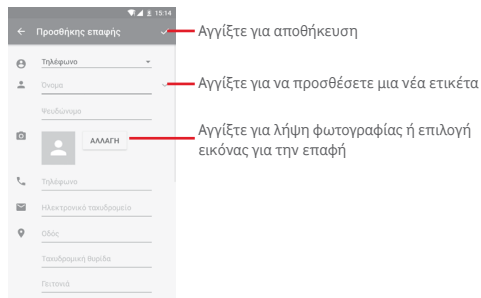 15:14
Προσθήκης επαφής
Αγγίξτε για αποθήκευση
Τηλέφωνο
Όνομα
Αγγίξτε για να προσθέσετε μια νέα ετικέτα
Ψευδώνυμο
ΑΛΛΑΓΗ
Αγγίξτε για λήψη φωτογραφίας ή επιλογή
εικόνας για την επαφή
Τηλέφωνο
Ηλεκτρονικό ταχυδρομείο
Οδός
Ταχυδρομικη θυρίδα
Γειτονιά